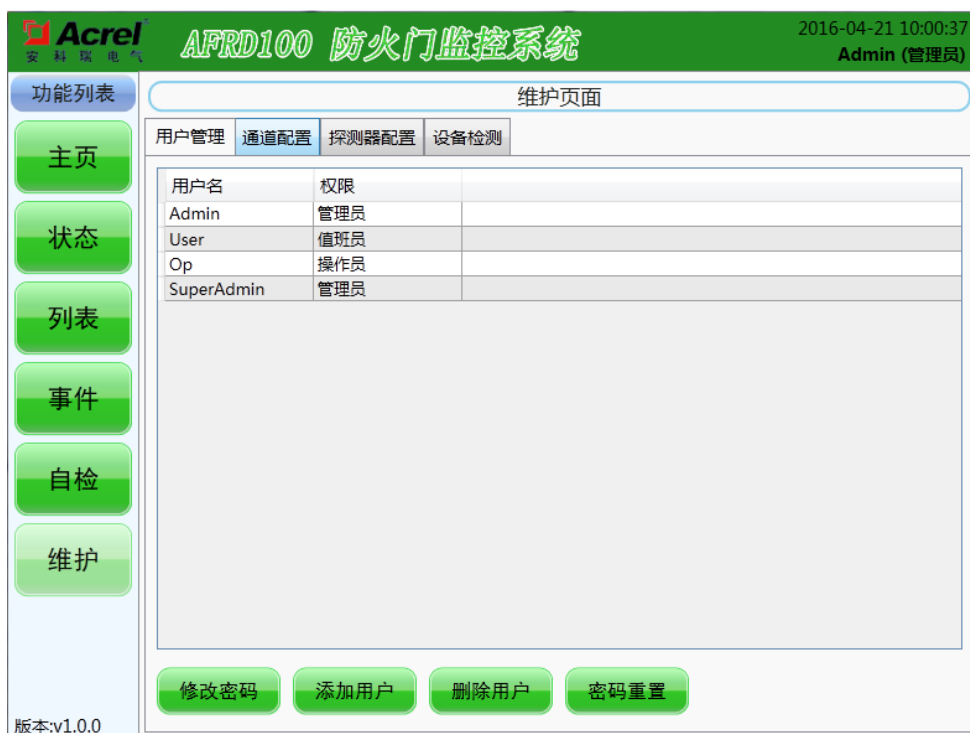 Acrel
安科瑞电气
AFRD100 防火门监控系统
2016-04-21 10:00:37
Admin (管理员)
功能列表
主页
状态
列表
事件
自检
维护
版本:v1.0.0
维护页面
用户管理 通道配置 探测器配置 设备检测
用户名 权限
Admin 管理员
User 值班员
Op 操作员
SuperAdmin 管理员
修改密码 添加用户 删除用户 密码重置